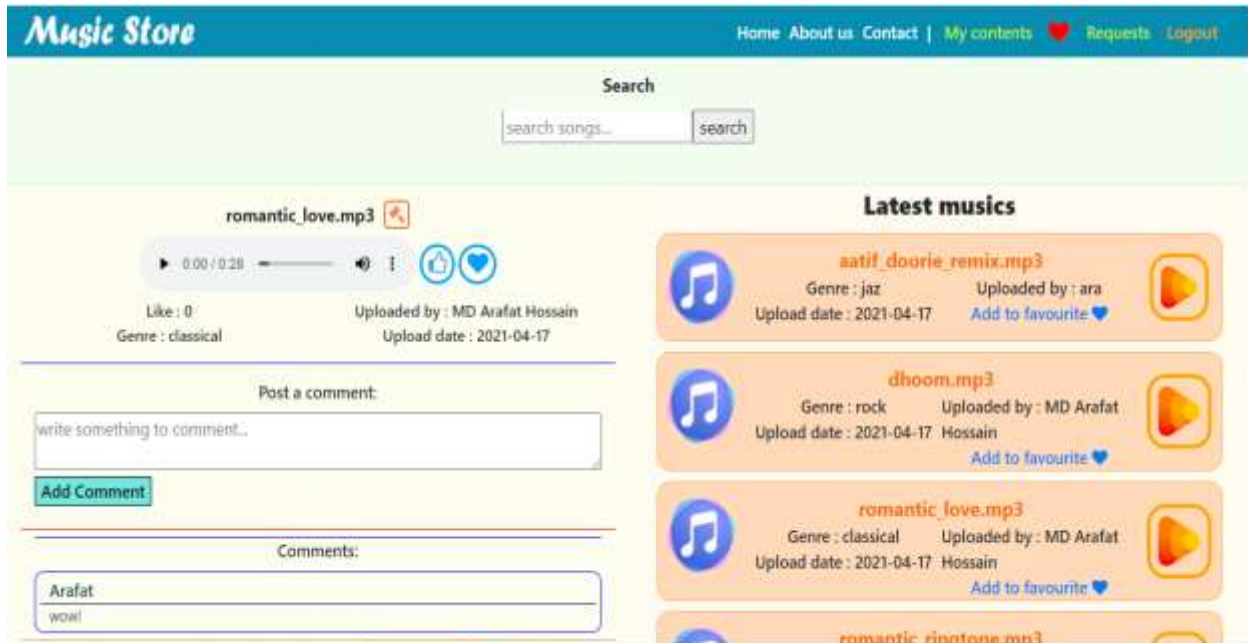 Music Store
Home About us Contact | My contents Requests Logout
Search
search songs...
search
romantic_love.mp3
0:00 / 0:28
Like : 0
Uploaded by : MD Arafat Hossain
Genre : classical
Upload date : 2021-04-17
Post a comment:
write something to comment...
Add Comment
Comments:
Arafat
wow!
Latest musics
aatif_doorie_remix.mp3
Genre : jaz
Uploaded by : ara
Upload date : 2021-04-17
Add to favourite
dhoom.mp3
Genre : rock
Uploaded by : MD Arafat
Upload date : 2021-04-17
Hossain
Add to favourite
romantic_love.mp3
Genre : classical
Uploaded by : MD Arafat
Upload date : 2021-04-17
Hossain
Add to favourite
romantic_ringtone.mp3